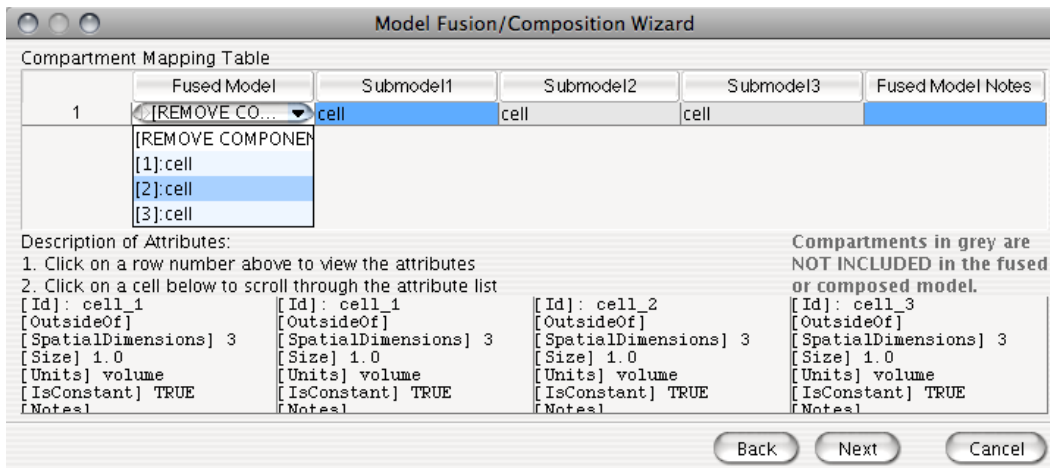 Model Fusion/Composition Wizard
Compartment Mapping Table
Fused Model Submodel1 Submodel2 Submodel3 Fused Model Notes
1 [REMOVE CO... cell cell cell
[REMOVE COMPONEN
[1]:cell
[2]:cell
[3]:cell
Description of Attributes:
1. Click on a row number above to view the attributes
2. Click on a cell below to scroll through the attribute list
Compartments in grey are
NOT INCLUDED in the fused
or composed model.
[Id]: cell_1 [Id]: cell_1 [Id]: cell_2 [Id]: cell_3
[OutsideOf] [OutsideOf] [OutsideOf] [OutsideOf]
[SpatialDimensions] 3 [SpatialDimensions] 3 [SpatialDimensions] 3 [SpatialDimensions] 3
[Size] 1.0 [Size] 1.0 [Size] 1.0 [Size] 1.0
[Units] volume [Units] volume [Units] volume [Units] volume
[IsConstant] TRUE [IsConstant] TRUE [IsConstant] TRUE [IsConstant] TRUE
[Notes] [Notes] [Notes] [Notes]
Back Next Cancel